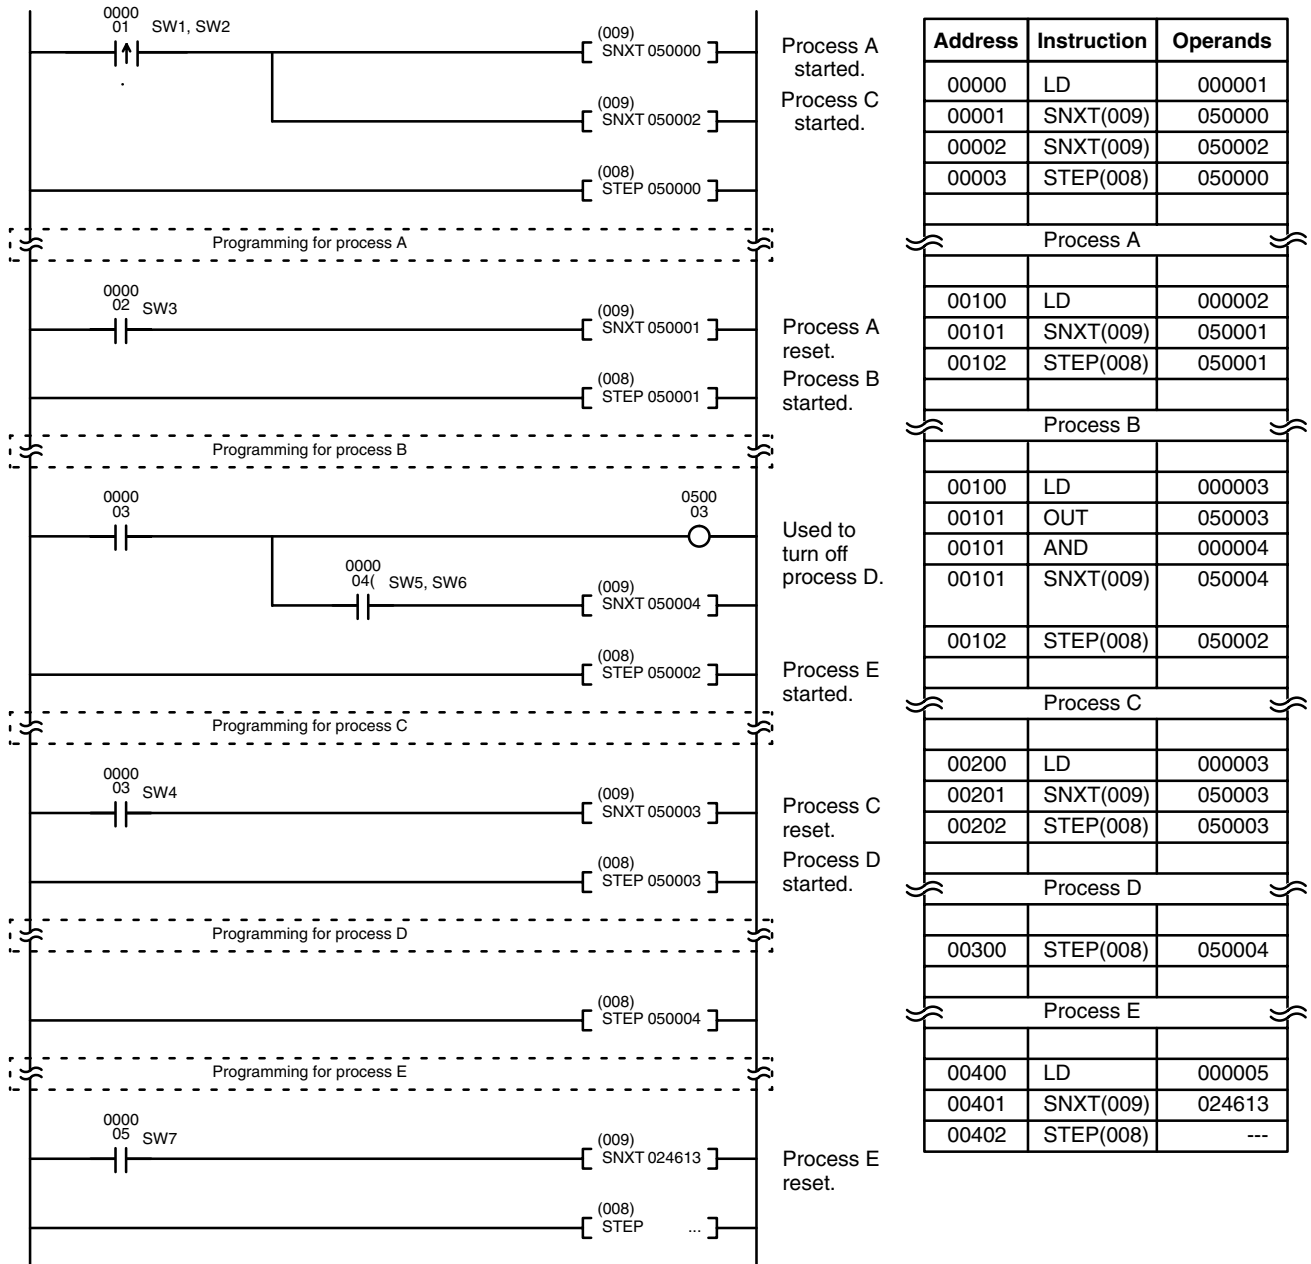 0000
01 SW1, SW2
(009)
SNXT 050000
Process A
started.
(009)
SNXT 050002
Process C
started.
(008)
STEP 050000
Programming for process A
0000
02 SW3
(009)
SNXT 050001
Process A
reset.
(008)
STEP 050001
Process B
started.
Programming for process B
0000
03
0500
03
Used to
turn off
process D.
0000
04( SW5, SW6
(009)
SNXT 050004
(008)
STEP 050002
Process E
started.
Programming for process C
0000
03 SW4
(009)
SNXT 050003
Process C
reset.
(008)
STEP 050003
Process D
started.
Programming for process D
(008)
STEP 050004
Programming for process E
0000
05 SW7
(009)
SNXT 024613
Process E
reset.
(008)
STEP ...
Address Instruction Operands
00000 LD 000001
00001 SNXT(009) 050000
00002 SNXT(009) 050002
00003 STEP(008) 050000
Process A
00100 LD 000002
00101 SNXT(009) 050001
00102 STEP(008) 050001
Process B
00100 LD 000003
00101 OUT 050003
00101 AND 000004
00101 SNXT(009) 050004
00102 STEP(008) 050002
Process C
00200 LD 000003
00201 SNXT(009) 050003
00202 STEP(008) 050003
Process D
00300 STEP(008) 050004
Process E
00400 LD 000005
00401 SNXT(009) 024613
00402 STEP(008) ---